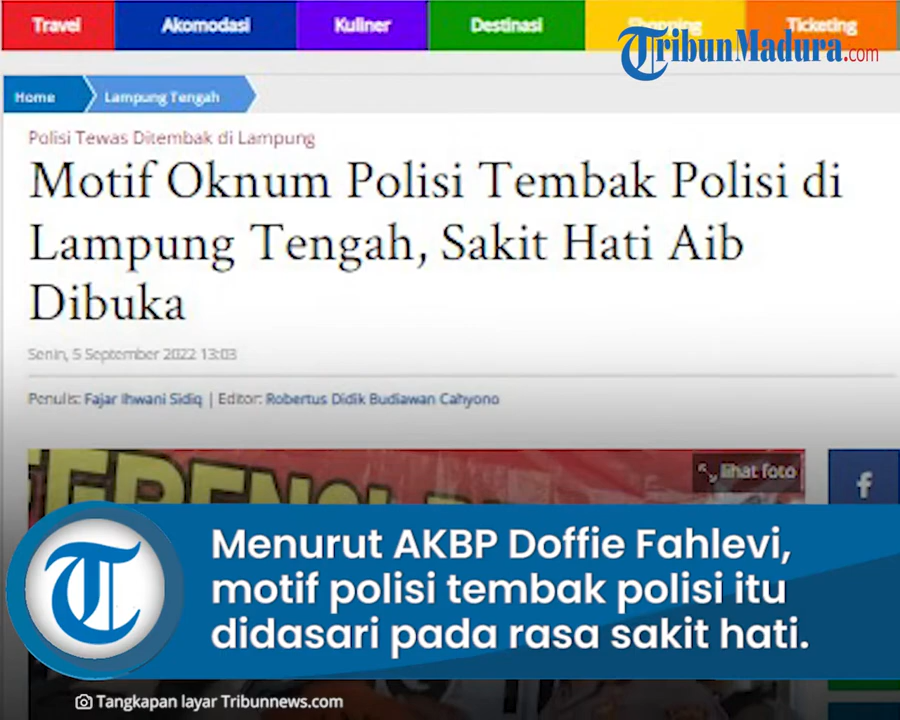 Travel Akomodasi Kuliner Destinasi Shopping Ticketing
TribunMadura.com
Home Lampung Tengah
Polisi Tewas Ditembak di Lampung
Motif Oknum Polisi Tembak Polisi di
Lampung Tengah, Sakit Hati Aib
Dibuka
Senin, 5 September 2022 13:03
Penulis: Fajar Ihwani Sidiq | Editor: Robertus Didik Budiawan Cahyono
lihat foto
f
Menurut AKBP Doffie Fahlevi,
motif polisi tembak polisi itu
didasari pada rasa sakit hati.
T
Tangkapan layar Tribunnews.com